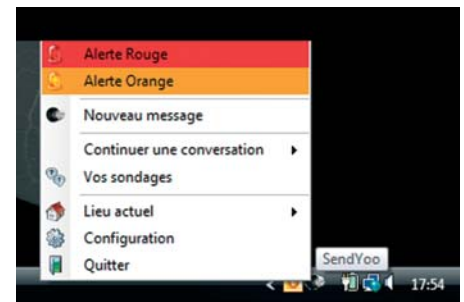 Alerte Rouge
Alerte Orange
Nouveau message
Continuer une conversation
Vos sondages
Lieu actuel
Configuration
Quitter
SendYoo
17:54